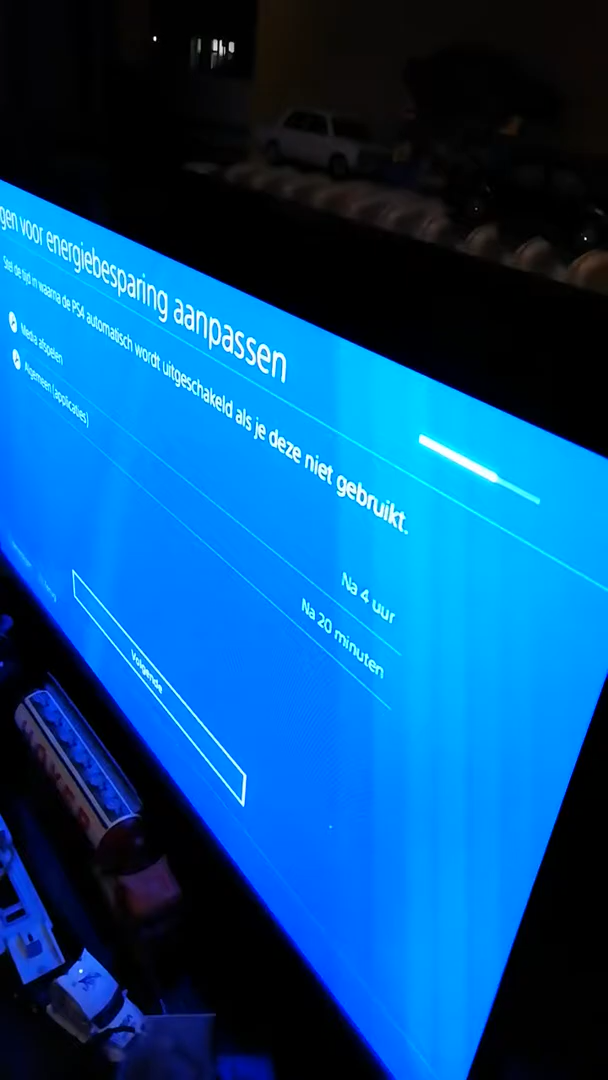 gen voor energiebesparing aanpassen
Stel de tijd in waarna de PS4 automatisch wordt uitgeschakeld als je deze niet gebruikt.
Media afspelen
Na 4 uur
Algemeen (applicaties)
Na 20 minuten
Volgende